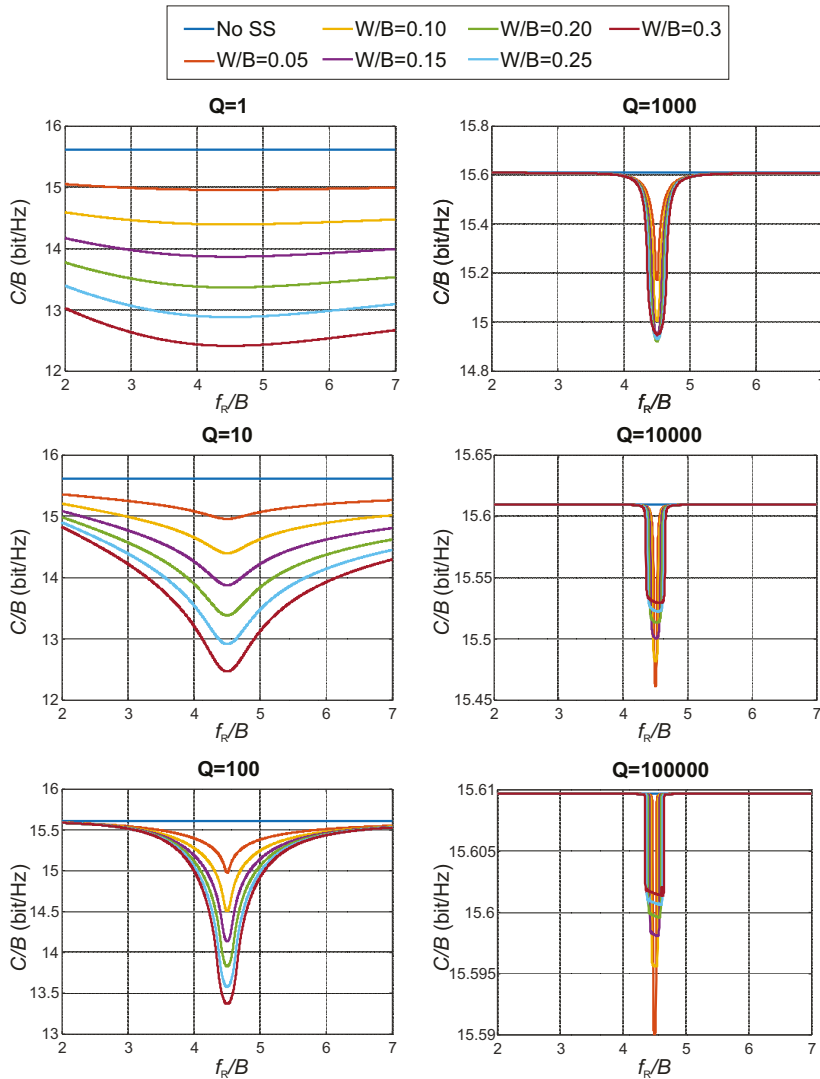 No SS W/B=0.10 W/B=0.20 W/B=0.3
W/B=0.05 W/B=0.15 W/B=0.25
Q=1
16
15
14
13
12
2 3 4 5 6 7
C/B (bit/Hz)
f_R/B
Q=1000
15.8
15.6
15.4
15.2
15
14.8
2 3 4 5 6 7
C/B (bit/Hz)
f_R/B
Q=10
16
15
14
13
12
2 3 4 5 6 7
C/B (bit/Hz)
f_R/B
Q=10000
15.65
15.6
15.55
15.5
15.45
2 3 4 5 6 7
C/B (bit/Hz)
f_R/B
Q=100
16
15.5
15
14.5
14
13.5
13
2 3 4 5 6 7
C/B (bit/Hz)
f_R/B
Q=100000
15.61
15.605
15.6
15.595
15.59
2 3 4 5 6 7
C/B (bit/Hz)
f_R/B